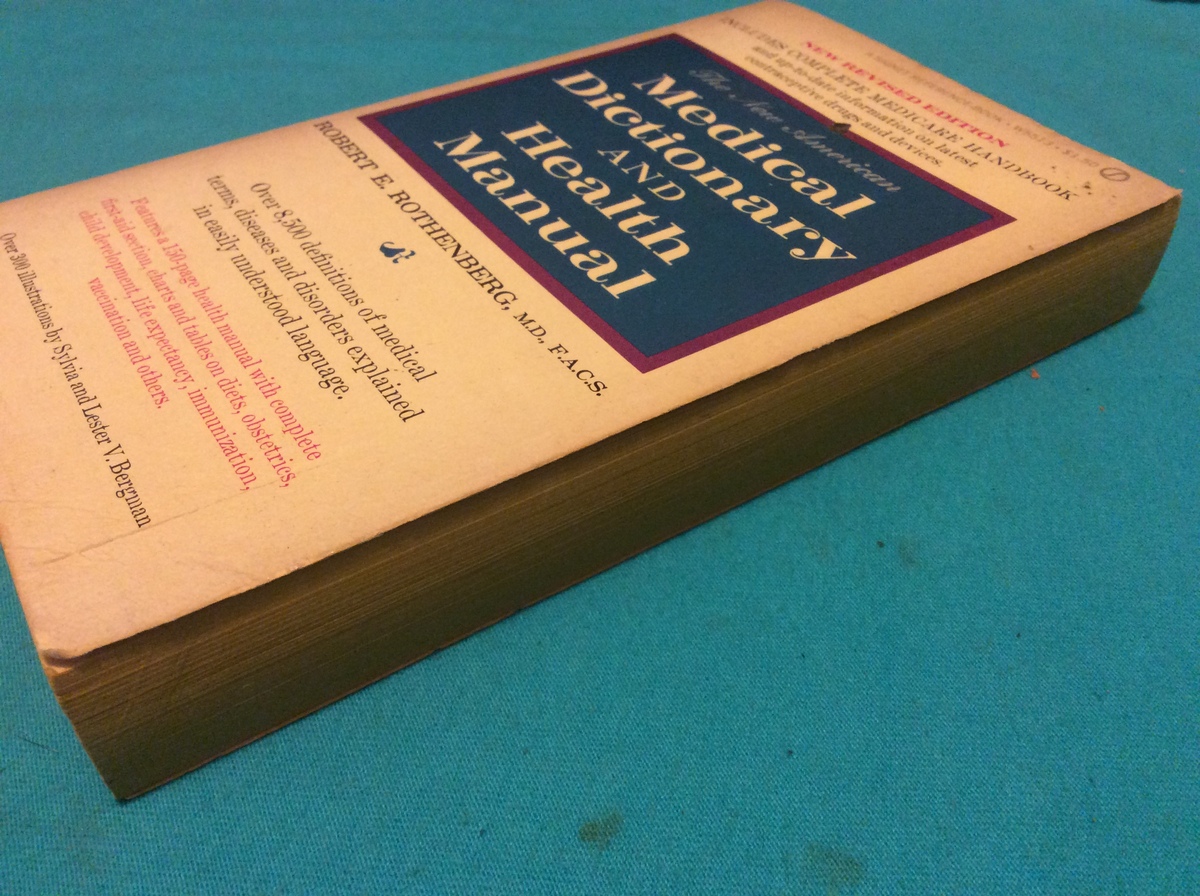 NEW REVISED EDITION
INCLUDES COMPLETE MEDICARE HANDBOOK
and up-to-date information on latest
contraceptive drugs and devices.
The New American
Medical
Dictionary
AND
Health
Manual
ROBERT E. ROTHENBERG, M.D., F.A.C.S.
Over 8,500 definitions of medical
terms, diseases and disorders explained
in easily understood language.
Features a 150-page health manual with complete
first-aid section, charts and tables on diets, obstetrics,
child development, life expectancy, immunization,
vaccination and others.
Over 300 illustrations by Sylvia and Lester V. Bergman